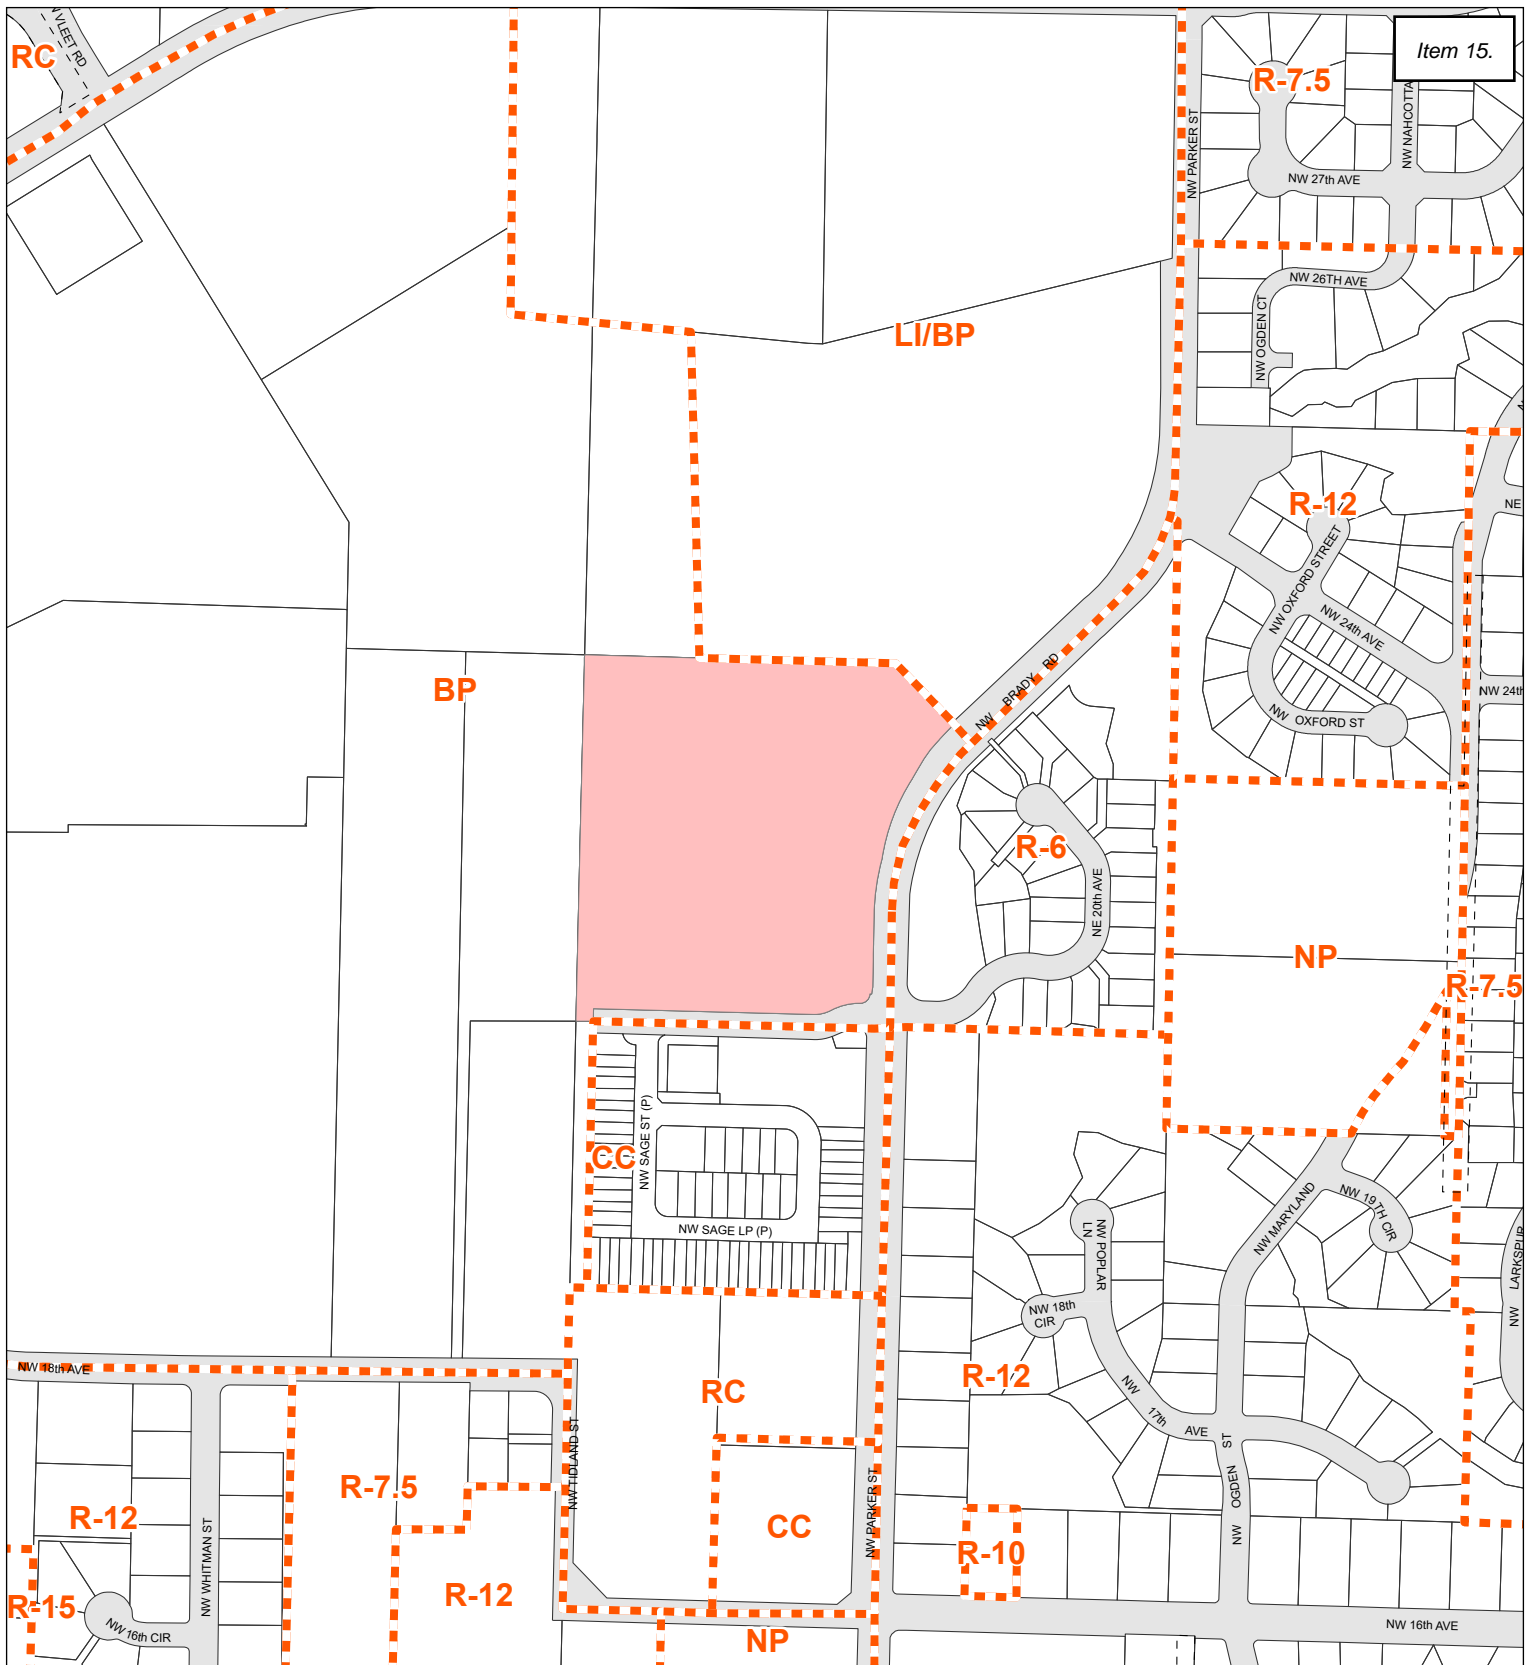 Item 15.
RC
N VLEET RD
R-7.5
NW NAHCOTTA
NW PARKER ST
NW 27th AVE
NW 26TH AVE
NW OGDEN CT
LI/BP
R-12
NE
NW OXFORD STREET
NW 24th AVE
NW 24th
NW OXFORD ST
BP
NW BRADY RD
R-6
NE 20th AVE
NP
R-7.5
CC
NW SAGE ST (P)
NW SAGE LP (P)
NW 19TH CIR
NW MARYLAND
NW POPLAR
LN
NW 18th
CIR
NW LARKSPUR
NW 18th AVE
RC
R-12
NW 17th AVE
NW OGDEN ST
NW TIDLAND ST
R-7.5
R-12
NW WHITMAN ST
NW PARKER ST
CC
R-10
R-12
R-15
NW 16th CIR
NW 16th AVE
NP